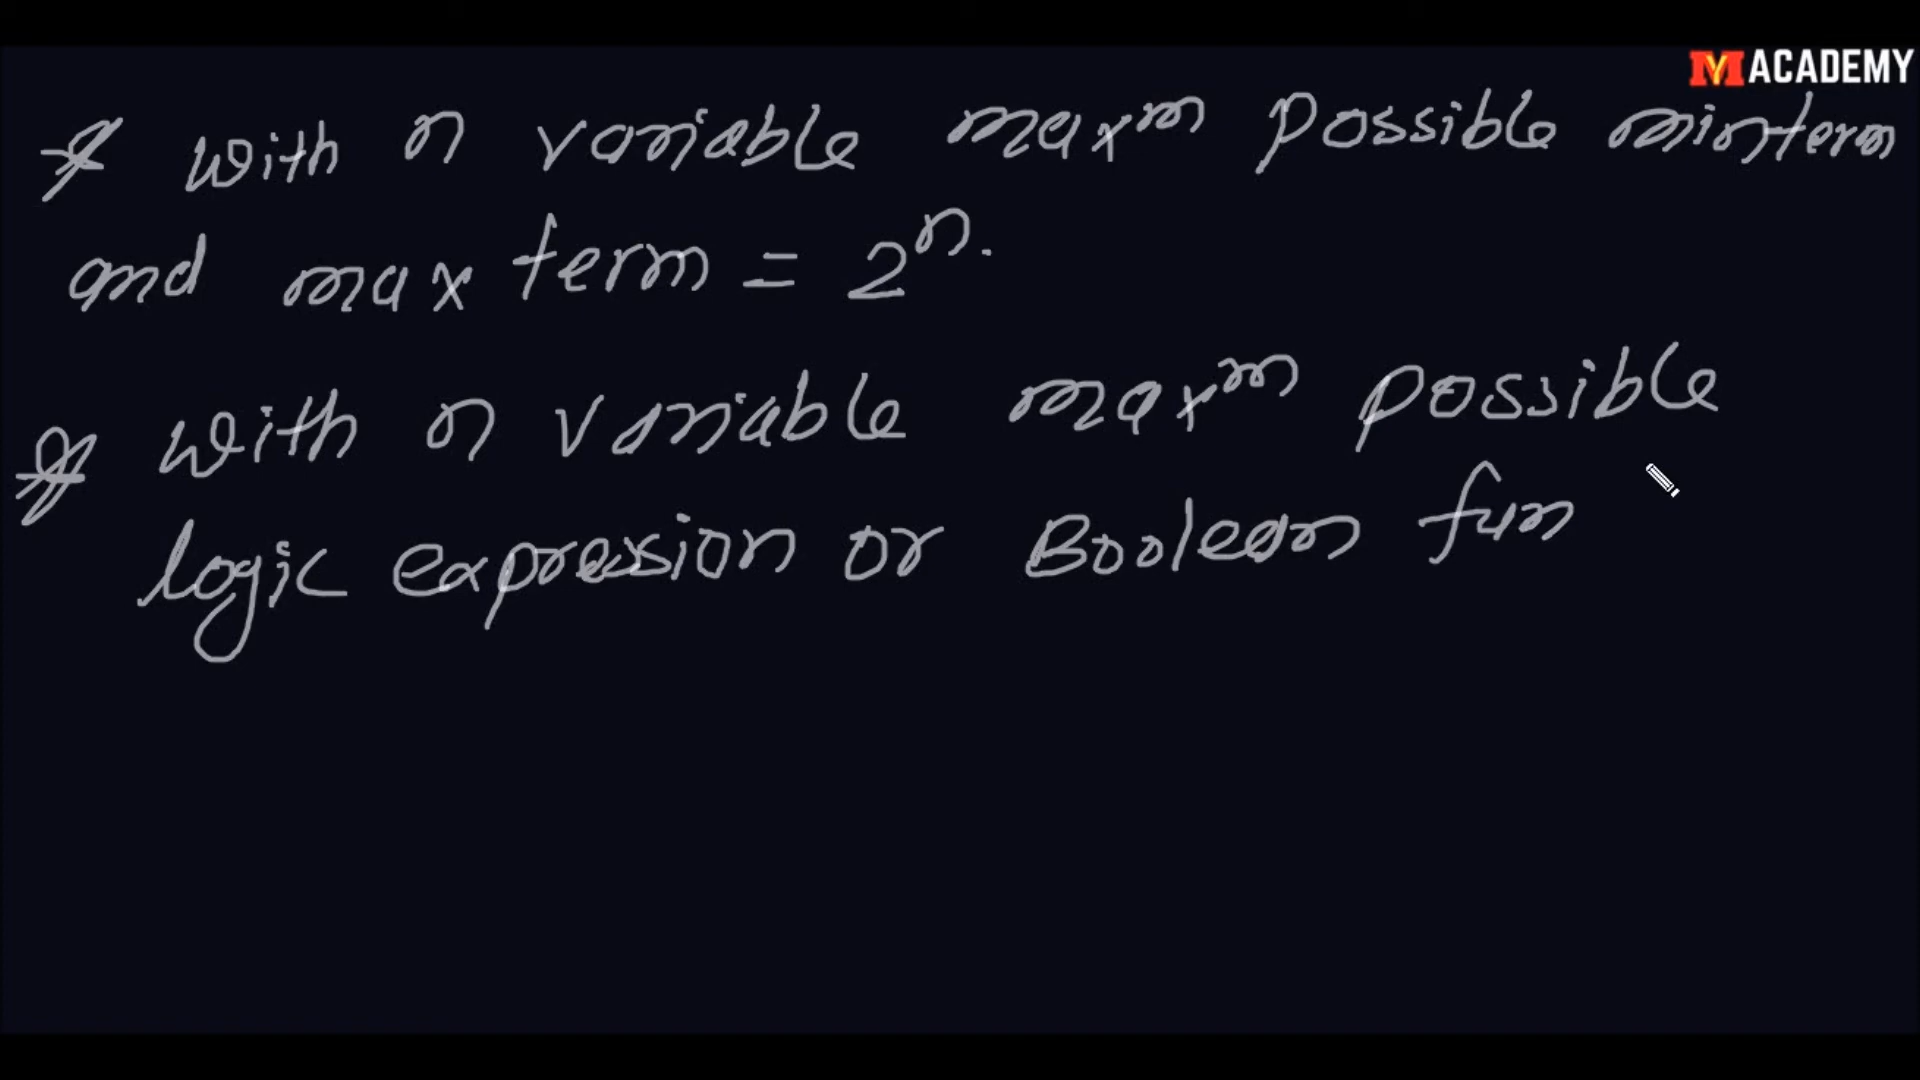 MACADEMY
* with n variable maxᵐ possible minterm
and max term = 2ⁿ.
* with n variable maxᵐ possible
logic expression or Boolean fun